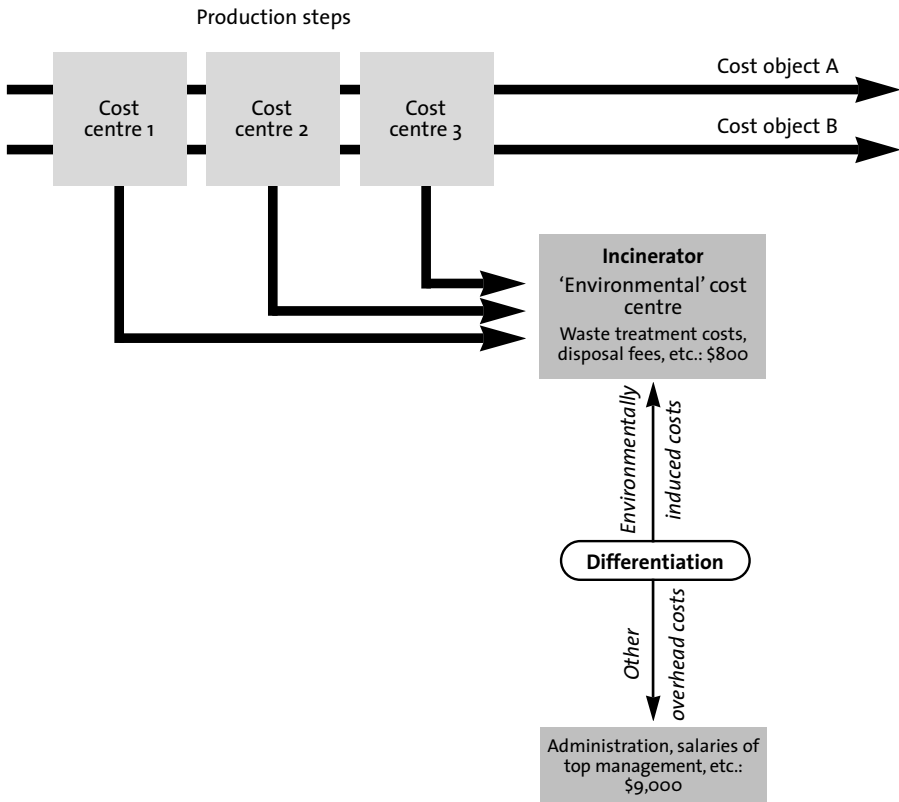 Production steps
Cost object A
Cost
centre 1
Cost
centre 2
Cost
centre 3
Cost object B
Incinerator
‘Environmental’ cost
centre
Waste treatment costs,
disposal fees, etc.: $800
Environmentally
induced costs
Differentiation
Other
overhead costs
Administration, salaries of
top management, etc.:
$9,000